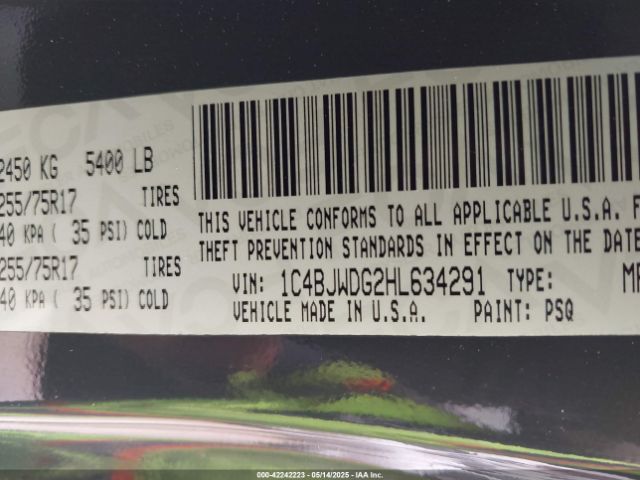 2450 KG 5400 LB
255/75R17 TIRES
40 KPA ( 35 PSI) COLD
255/75R17 TIRES
40 KPA ( 35 PSI) COLD
THIS VEHICLE CONFORMS TO ALL APPLICABLE U.S.A. F
THEFT PREVENTION STANDARDS IN EFFECT ON THE DATE
VIN: 1C4BJWDG2HL634291 TYPE: MP
VEHICLE MADE IN U.S.A. PAINT: PSQ
000-42242223 - 05/14/2025 - IAA Inc.